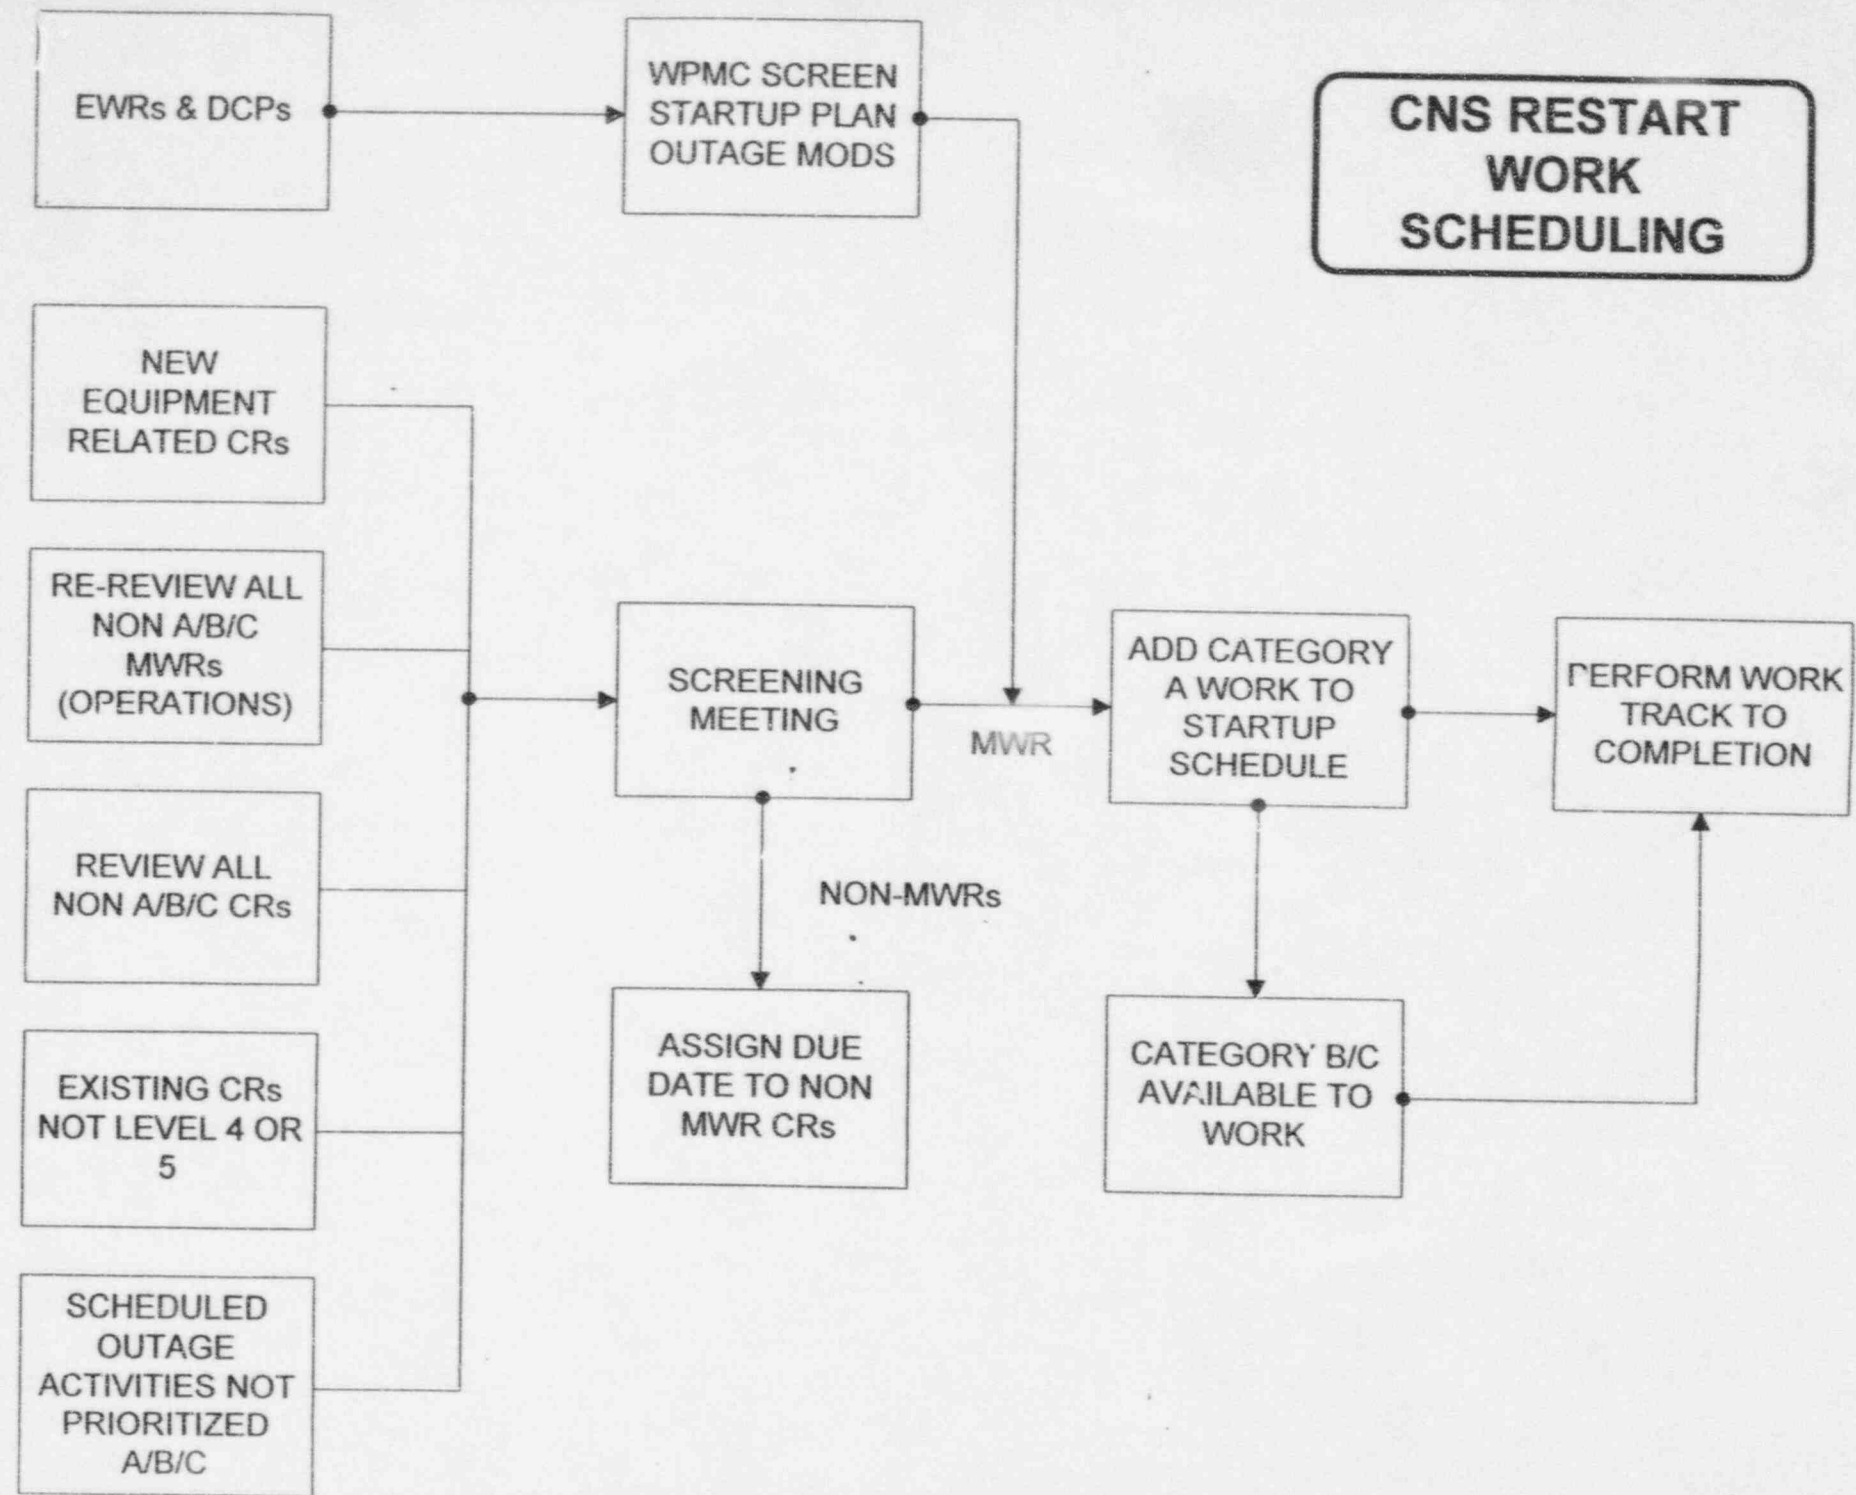 EWRs & DCPs
WPMC SCREEN
STARTUP PLAN
OUTAGE MODS
CNS RESTART
WORK
SCHEDULING
NEW
EQUIPMENT
RELATED CRs
RE-REVIEW ALL
NON A/B/C
MWRs
(OPERATIONS)
REVIEW ALL
NON A/B/C CRs
EXISTING CRs
NOT LEVEL 4 OR
5
SCHEDULED
OUTAGE
ACTIVITIES NOT
PRIORITIZED
A/B/C
SCREENING
MEETING
MWR
NON-MWRs
ASSIGN DUE
DATE TO NON
MWR CRs
ADD CATEGORY
A WORK TO
STARTUP
SCHEDULE
CATEGORY B/C
AVAILABLE TO
WORK
PERFORM WORK
TRACK TO
COMPLETION